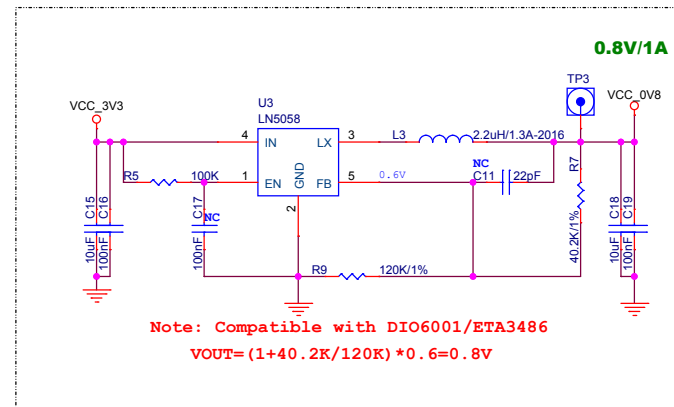 0.8V/1A
TP3
VCC_3V3
VCC_0V8
U3
LN5058
4
IN
LX
3
L3
2.2uH/1.3A-2016
R5
100K
1
EN
GND
FB
5
0.6V
NC
C11
22pF
R7
40.2K/1%
2
C15
10uF
C16
100nF
C17
NC
100nF
C18
10uF
C19
100nF
R9
120K/1%
Note: Compatible with DIO6001/ETA3486
VOUT=(1+40.2K/120K)*0.6=0.8V